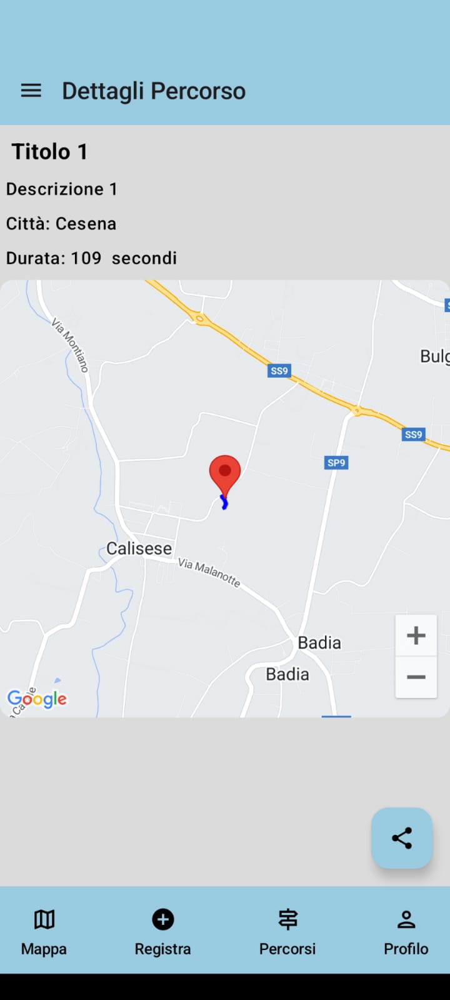 Dettagli Percorso
Titolo 1
Descrizione 1
Città: Cesena
Durata: 109 secondi
Via Montiano
SS9
Bulg
SS9
SP9
Calisese
Via Malanotte
Badia
Badia
Google
Mappa
Registra
Percorsi
Profilo